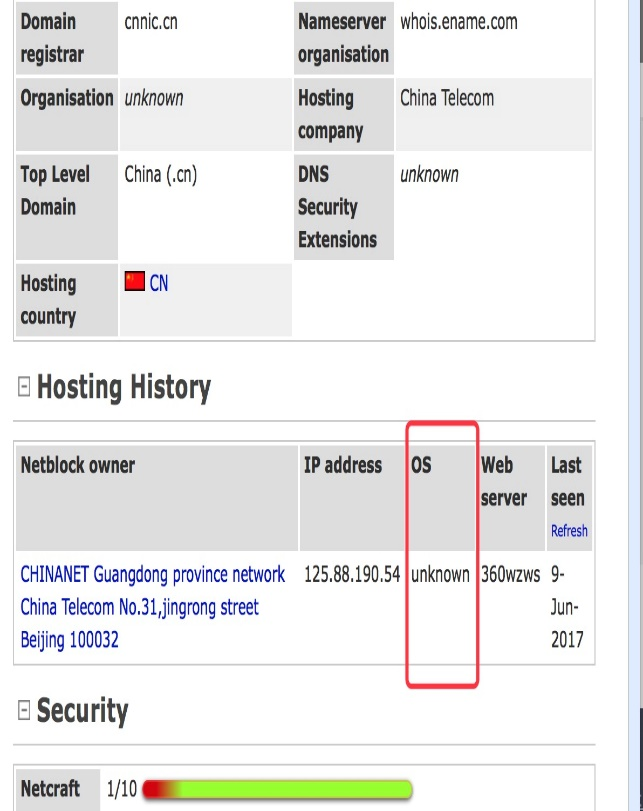 Domain registrar cnnic.cn Nameserver organisation whois.ename.com
Organisation unknown Hosting company China Telecom
Top Level Domain China (.cn) DNS Security Extensions unknown
Hosting country CN
Hosting History
Netblock owner IP address OS Web server Last seen Refresh
CHINANET Guangdong province network 125.88.190.54 unknown 360wzws 9-
China Telecom No.31,jingrong street Jun-
Beijing 100032 2017
Security
Netcraft 1/10